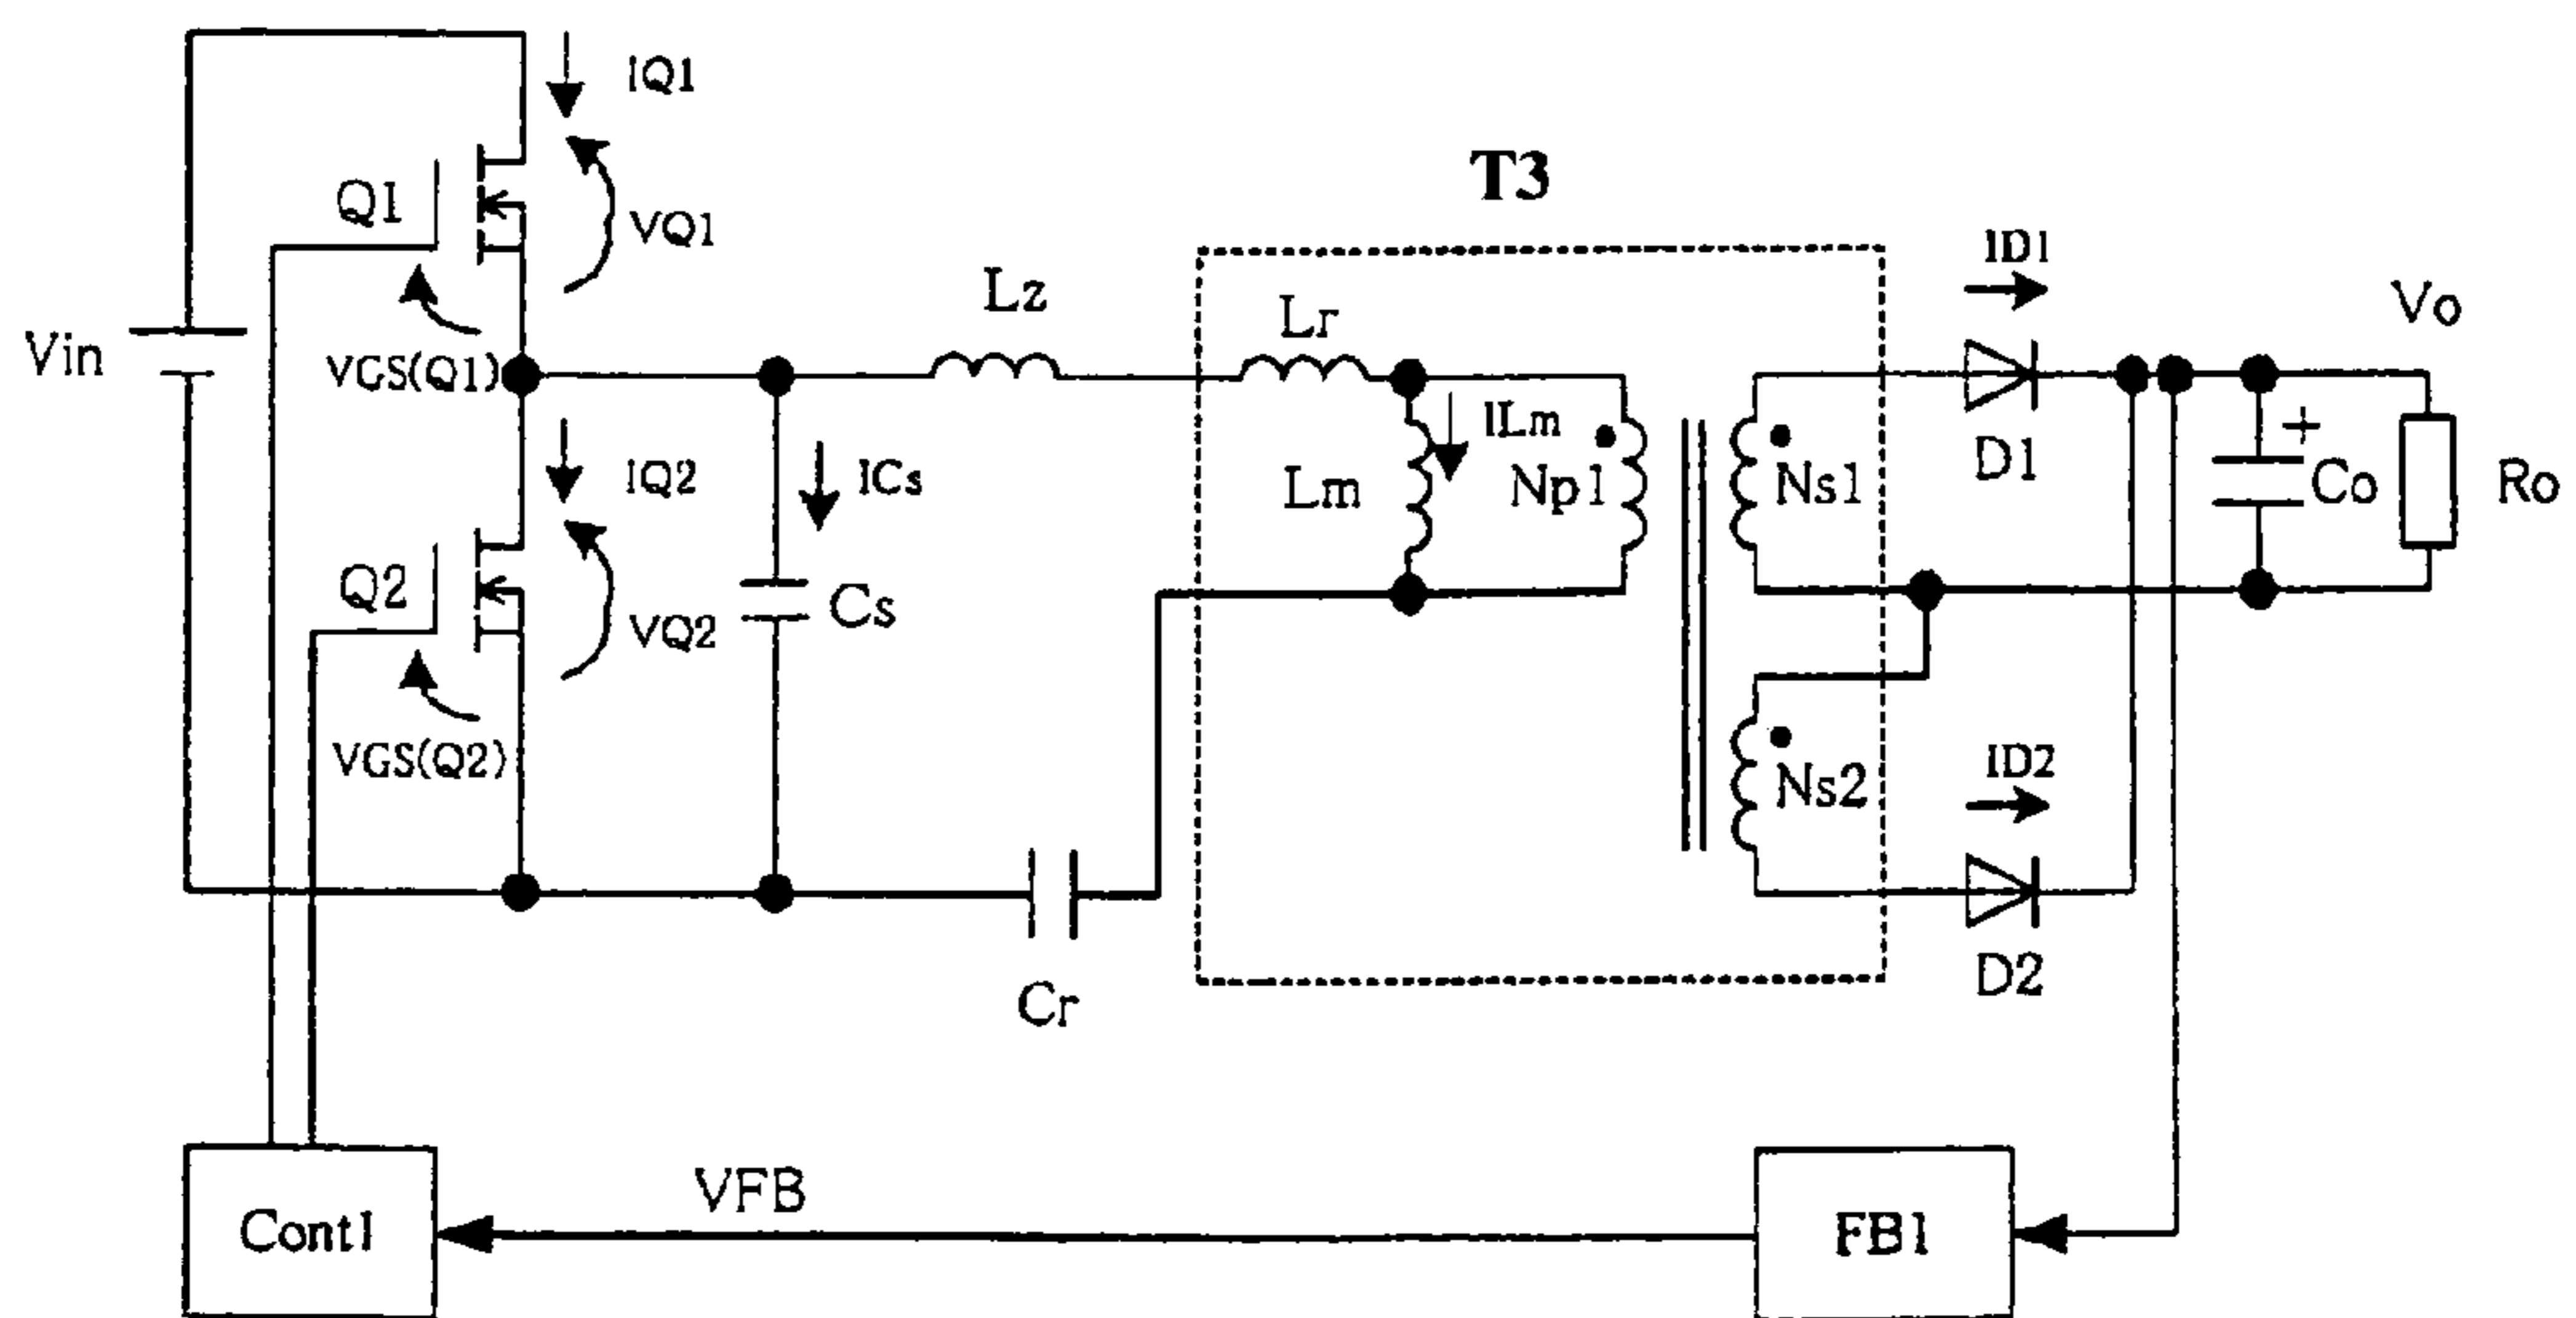 IQ1
T3
Q1
VQ1
ID1
Lz
Lr
Vo
Vin
VGS(Q1)
D1
ILm
IQ2
ICs
Lm
Np1
Ns1
+
Co
Ro
Q2
Cs
VQ2
VGS(Q2)
ID2
Ns2
D2
Cr
VFB
Cont1
FB1